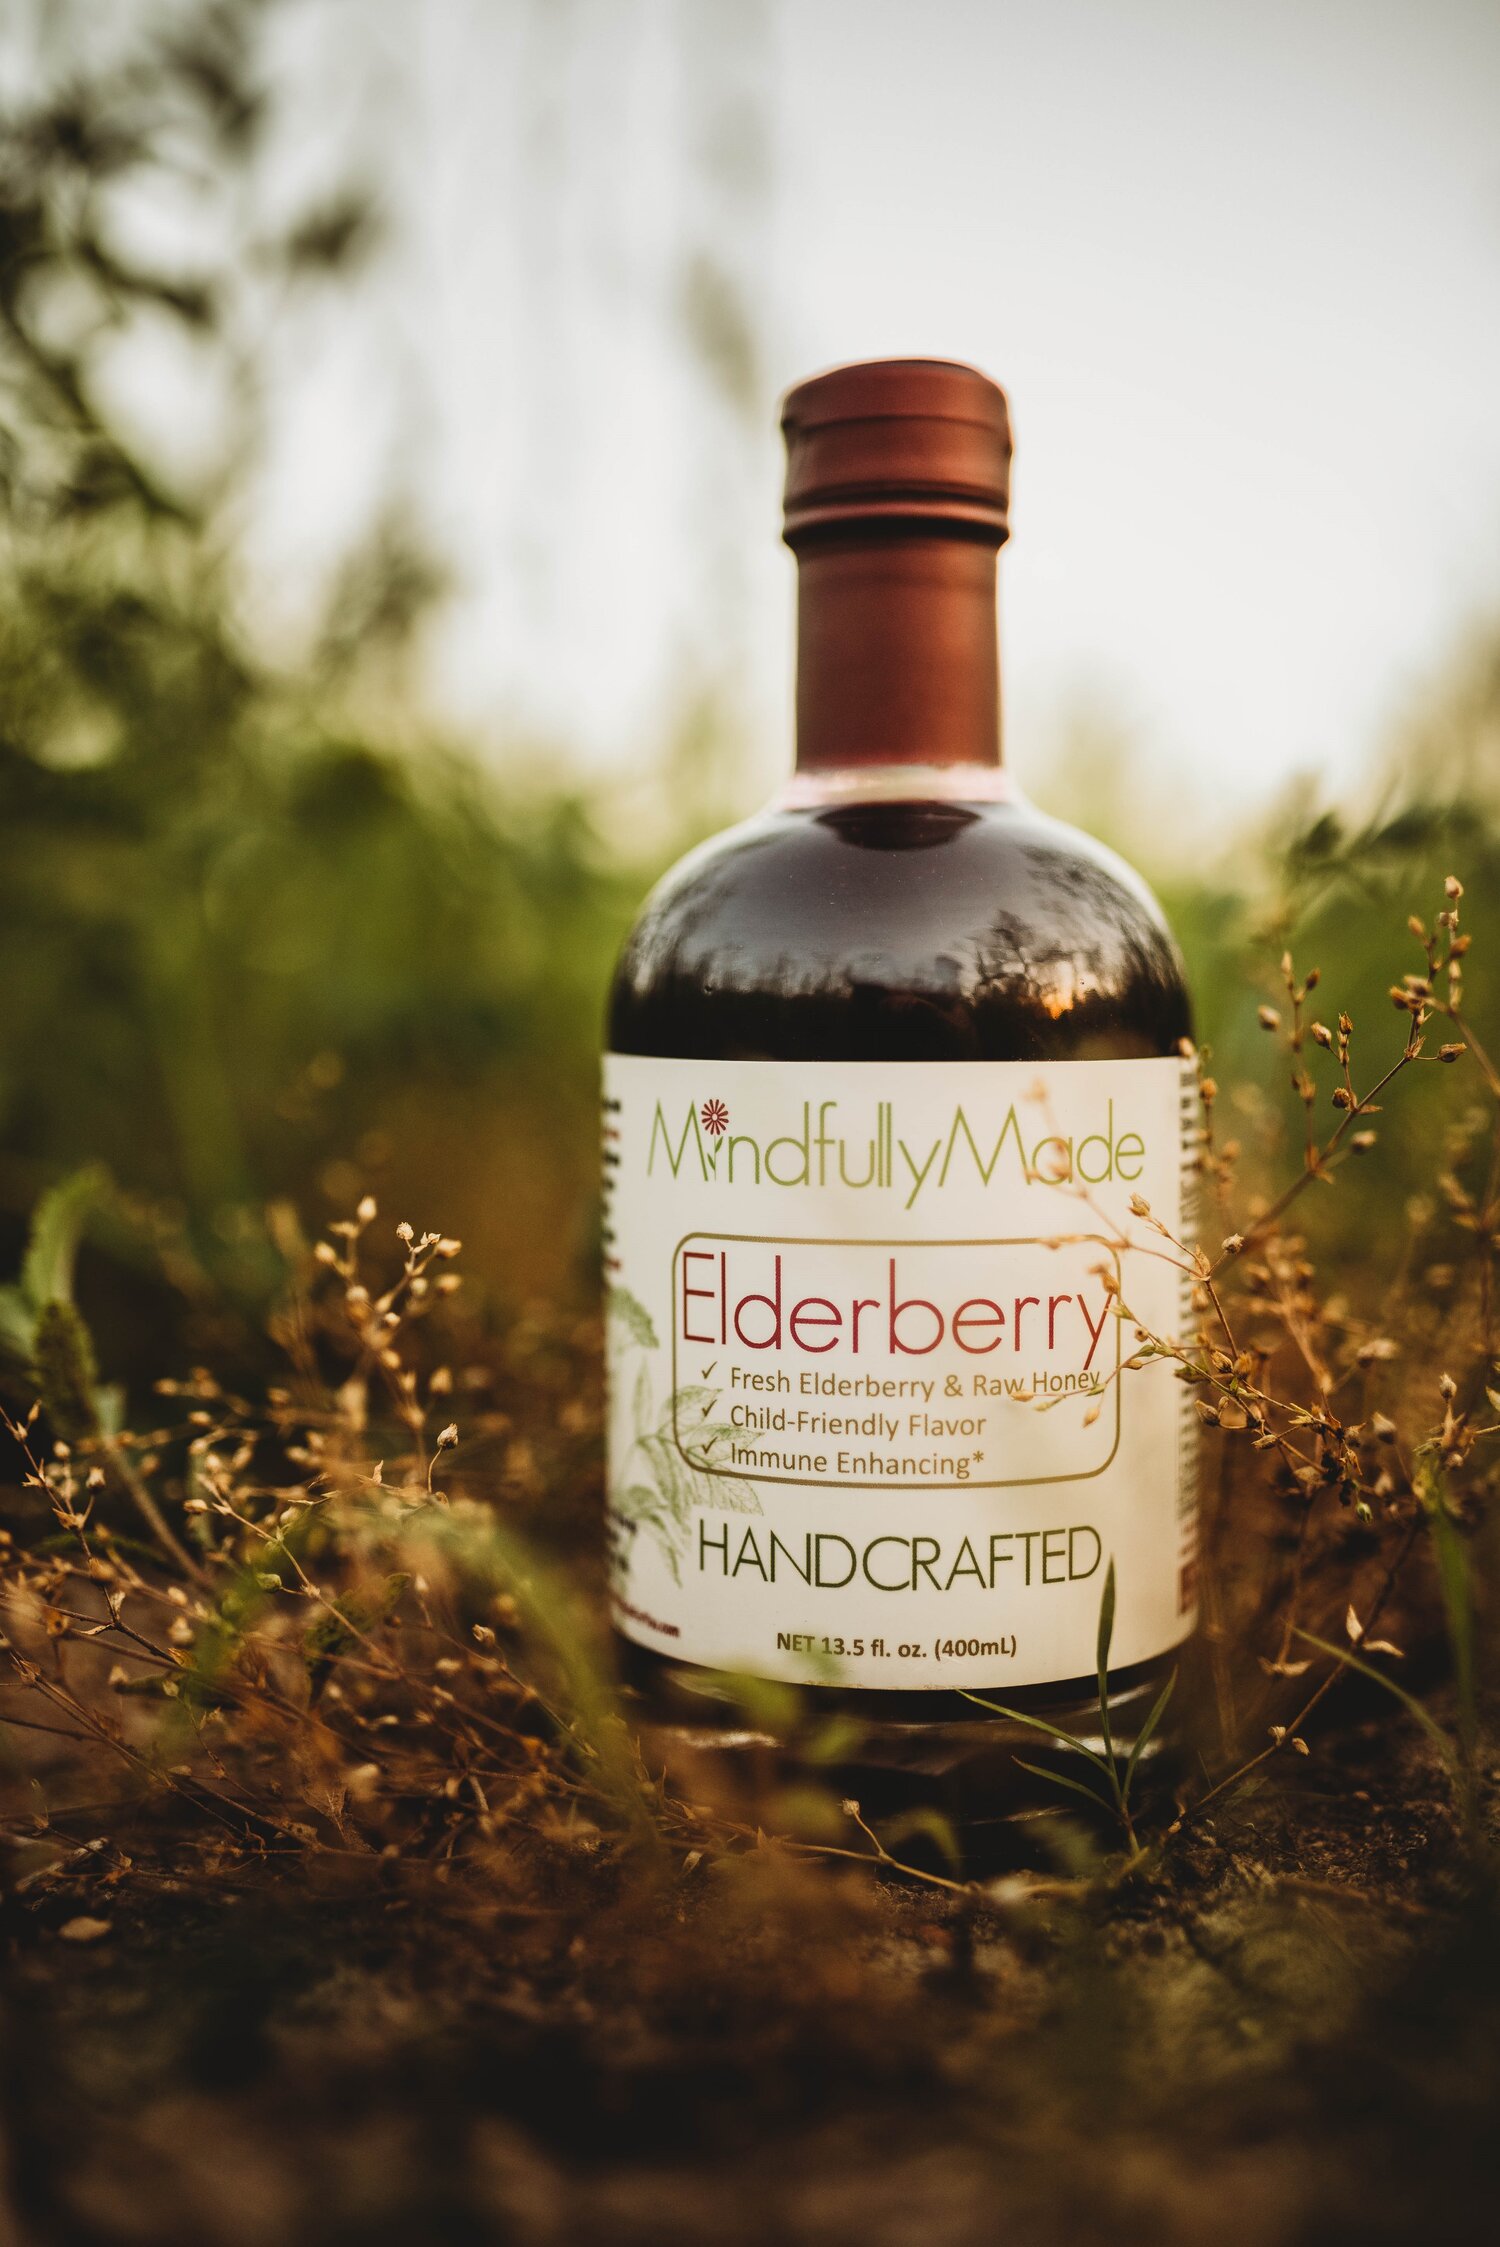 MindfullyMade
Elderberry
✓ Fresh Elderberry & Raw Honey
✓ Child-Friendly Flavor
✓ Immune Enhancing*
HANDCRAFTED
NET 13.5 fl. oz. (400mL)